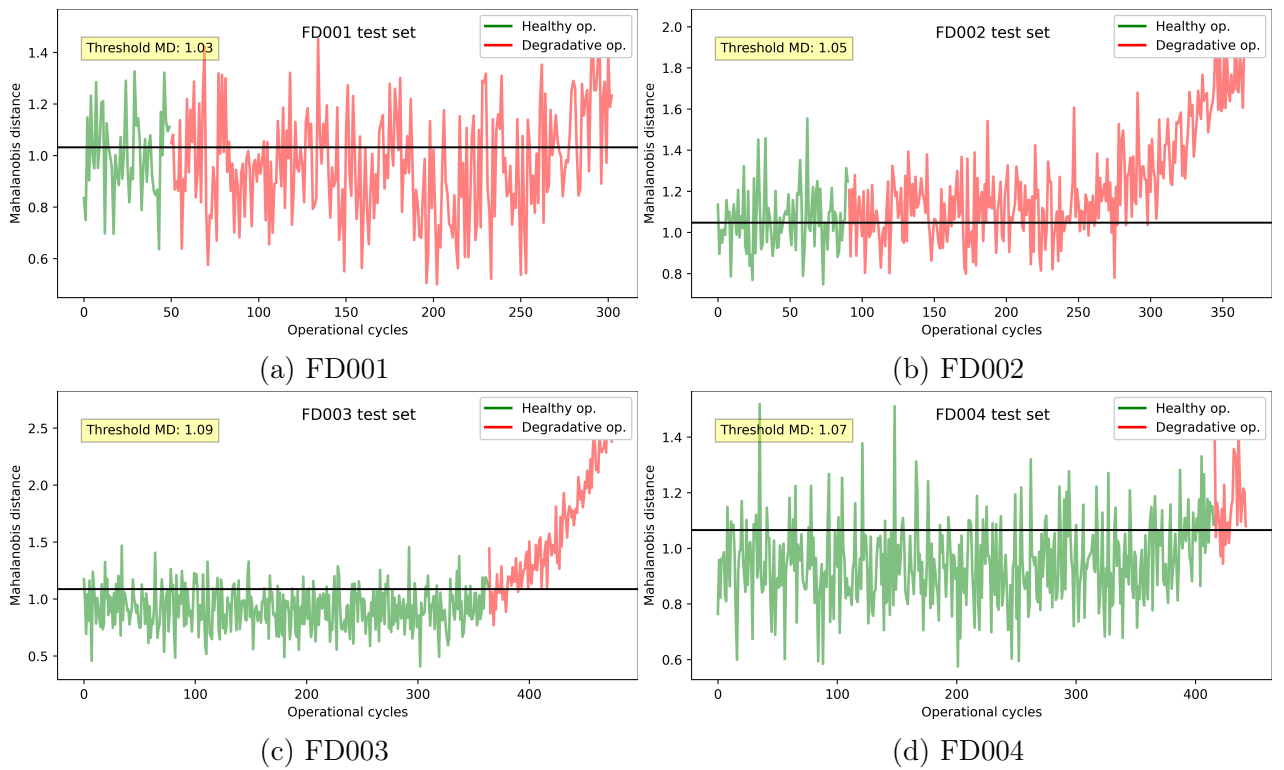 FD001 test set
Healthy op.
Degradative op.
Threshold MD: 1.03
Mahalanobis distance
1.4
1.2
1.0
0.8
0.6
0 50 100 150 200 250 300
Operational cycles
(a) FD001
FD002 test set
Healthy op.
Degradative op.
Threshold MD: 1.05
Mahalanobis distance
2.0
1.8
1.6
1.4
1.2
1.0
0.8
0 50 100 150 200 250 300 350
Operational cycles
(b) FD002
FD003 test set
Healthy op.
Degradative op.
Threshold MD: 1.09
Mahalanobis distance
2.5
2.0
1.5
1.0
0.5
0 100 200 300 400
Operational cycles
(c) FD003
FD004 test set
Healthy op.
Degradative op.
Threshold MD: 1.07
Mahalanobis distance
1.4
1.2
1.0
0.8
0.6
0 100 200 300 400
Operational cycles
(d) FD004